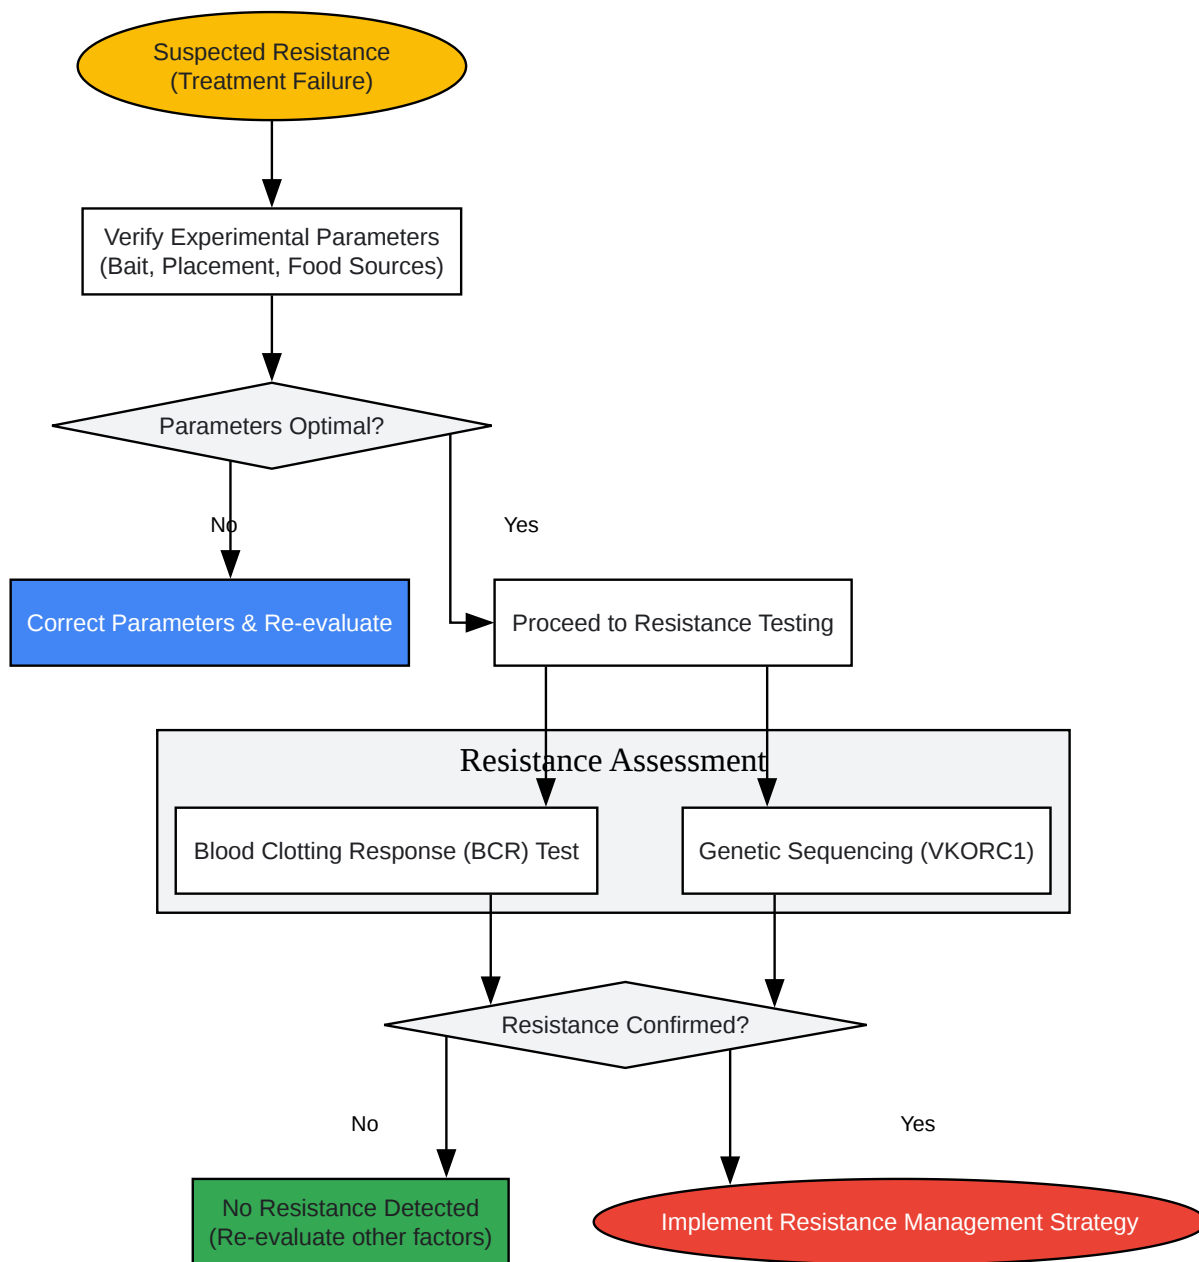 Suspected Resistance
(Treatment Failure)
Verify Experimental Parameters
(Bait, Placement, Food Sources)
Parameters Optimal?
No
Yes
Correct Parameters & Re-evaluate
Proceed to Resistance Testing
Resistance Assessment
Blood Clotting Response (BCR) Test
Genetic Sequencing (VKORC1)
Resistance Confirmed?
No
Yes
No Resistance Detected
(Re-evaluate other factors)
Implement Resistance Management Strategy